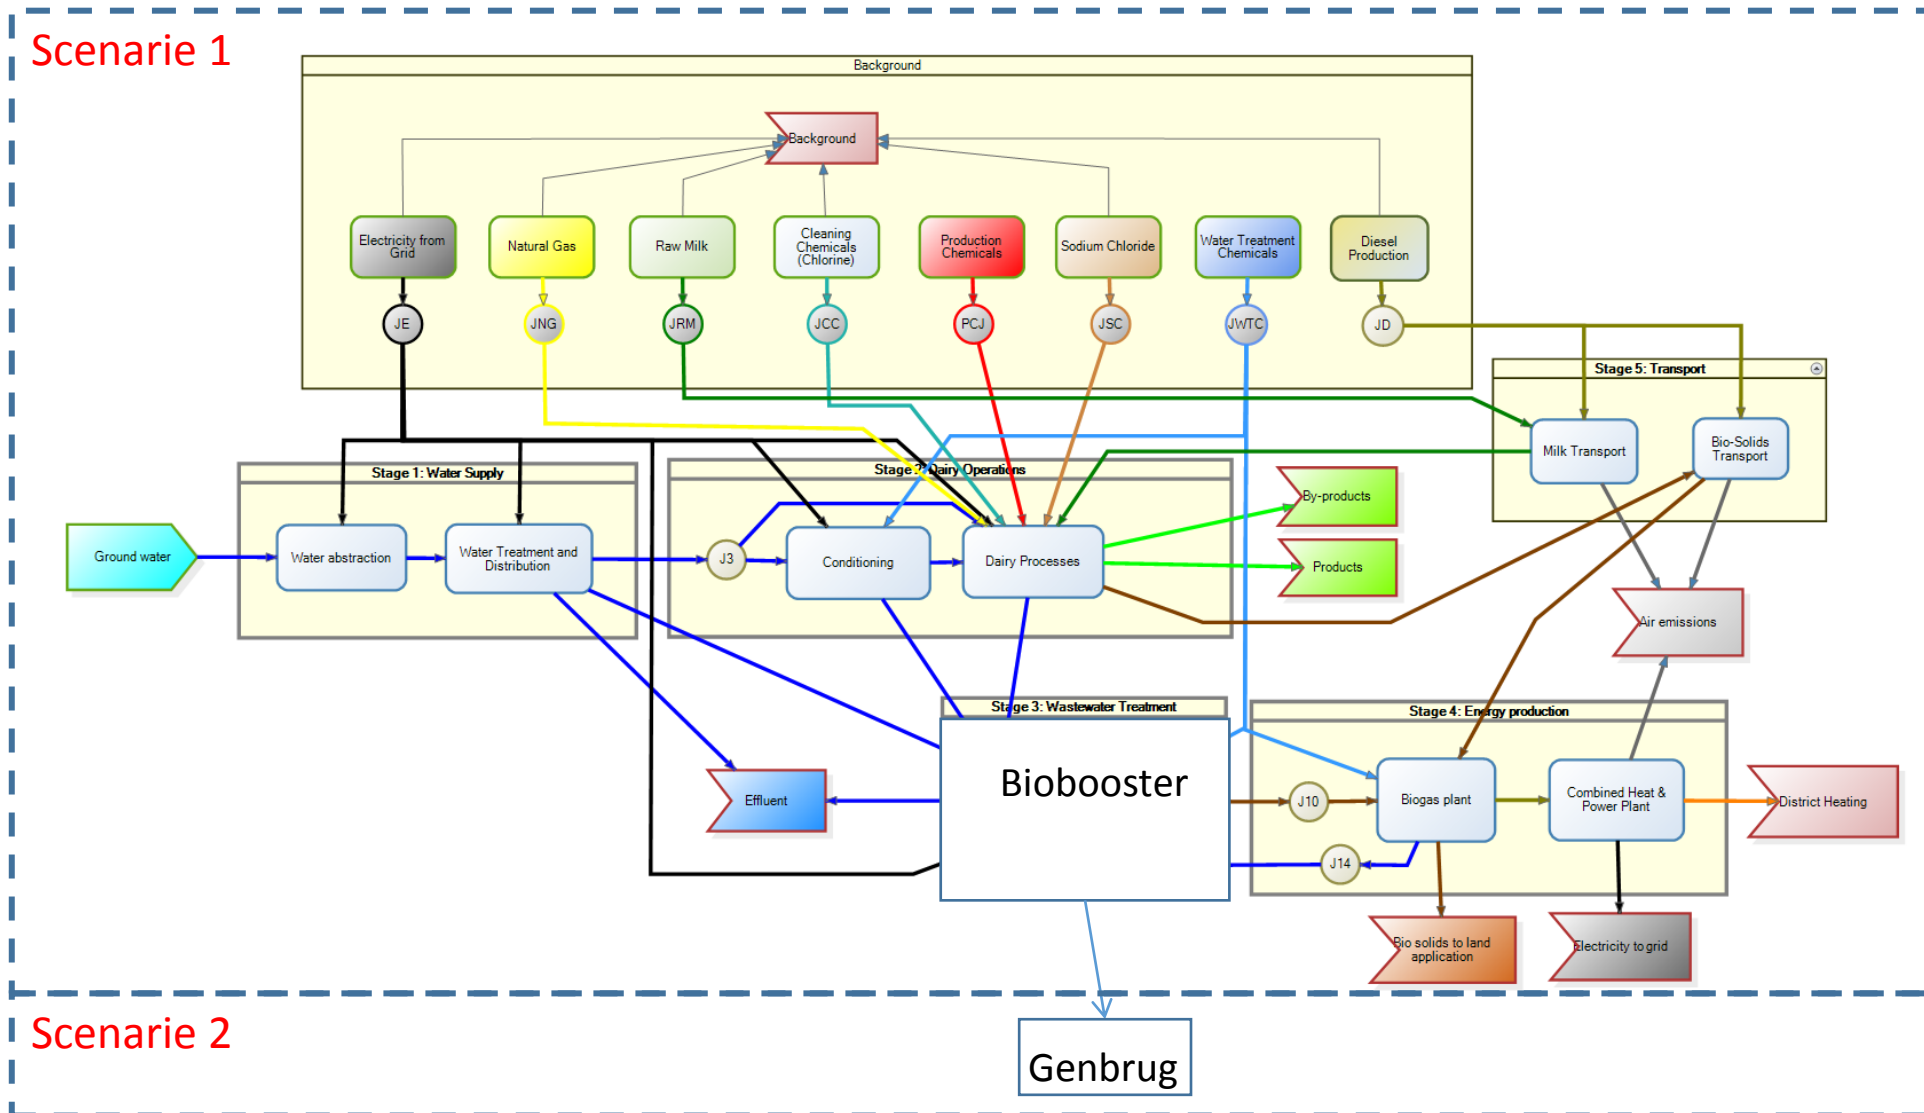 Scenarie 1
Background
Background
Electricity from
Grid
Natural Gas
Raw Milk
Cleaning
Chemicals
(Chlorine)
Production
Chemicals
Sodium Chloride
Water Treatment
Chemicals
Diesel
Production
JE
JNG
JRM
JCC
PCJ
JSC
JWTC
JD
Stage 5: Transport
Milk Transport
Bio-Solids
Transport
Stage 1: Water Supply
Stage 2: Dairy Operations
By-products
Ground water
Water abstraction
Water Treatment and
Distribution
J3
Conditioning
Dairy Processes
Products
Air emissions
Stage 3: Wastewater Treatment
Stage 4: Energy production
Biobooster
Effluent
J10
Biogas plant
Combined Heat &
Power Plant
District Heating
J14
Bio solids to land
application
Electricity to grid
Scenarie 2
Genbrug